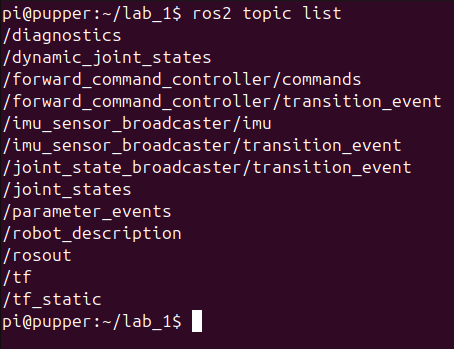 pi@pupper:~/lab_1$ ros2 topic list
/diagnostics
/dynamic_joint_states
/forward_command_controller/commands
/forward_command_controller/transition_event
/imu_sensor_broadcaster/imu
/imu_sensor_broadcaster/transition_event
/joint_state_broadcaster/transition_event
/joint_states
/parameter_events
/robot_description
/rosout
/tf
/tf_static
pi@pupper:~/lab_1$